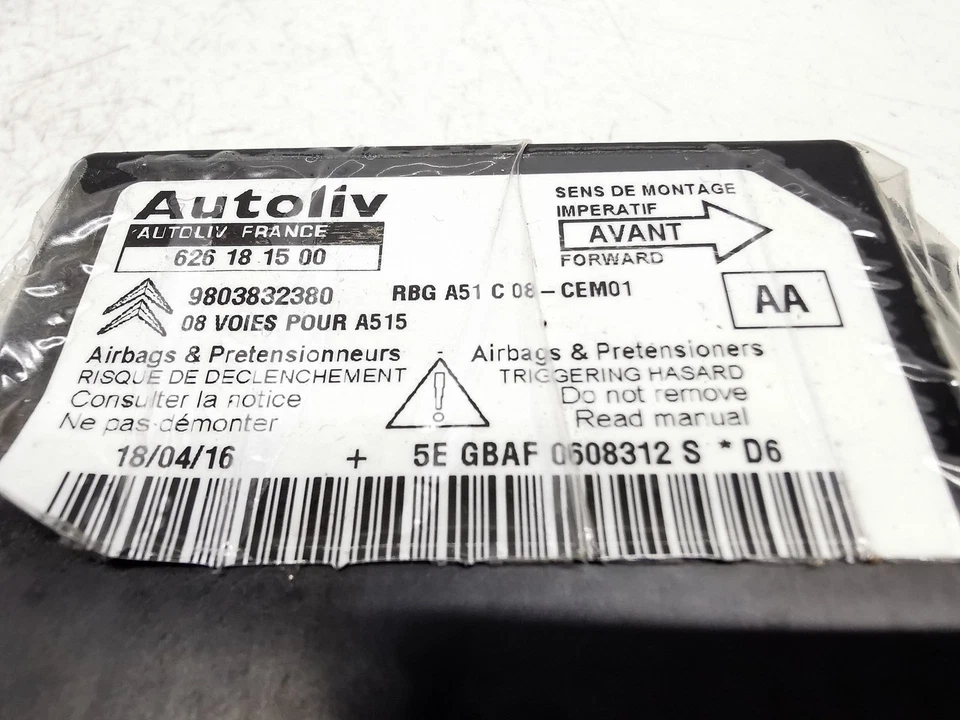 Autoliv
AUTOLIV FRANCE
626 18 15 00
SENS DE MONTAGE
IMPERATIF
AVANT
FORWARD
9803832380 RBG A51 C 08-CEM01
08 VOIES POUR A515
AA
Airbags & Pretensionneurs - Airbags & Pretensioners
RISQUE DE DECLENCHEMENT TRIGGERING HASARD
Consulter la notice Do not remove
Ne pas démonter Read manual
18/04/16 + 5E GBAF 0608312 S * D6